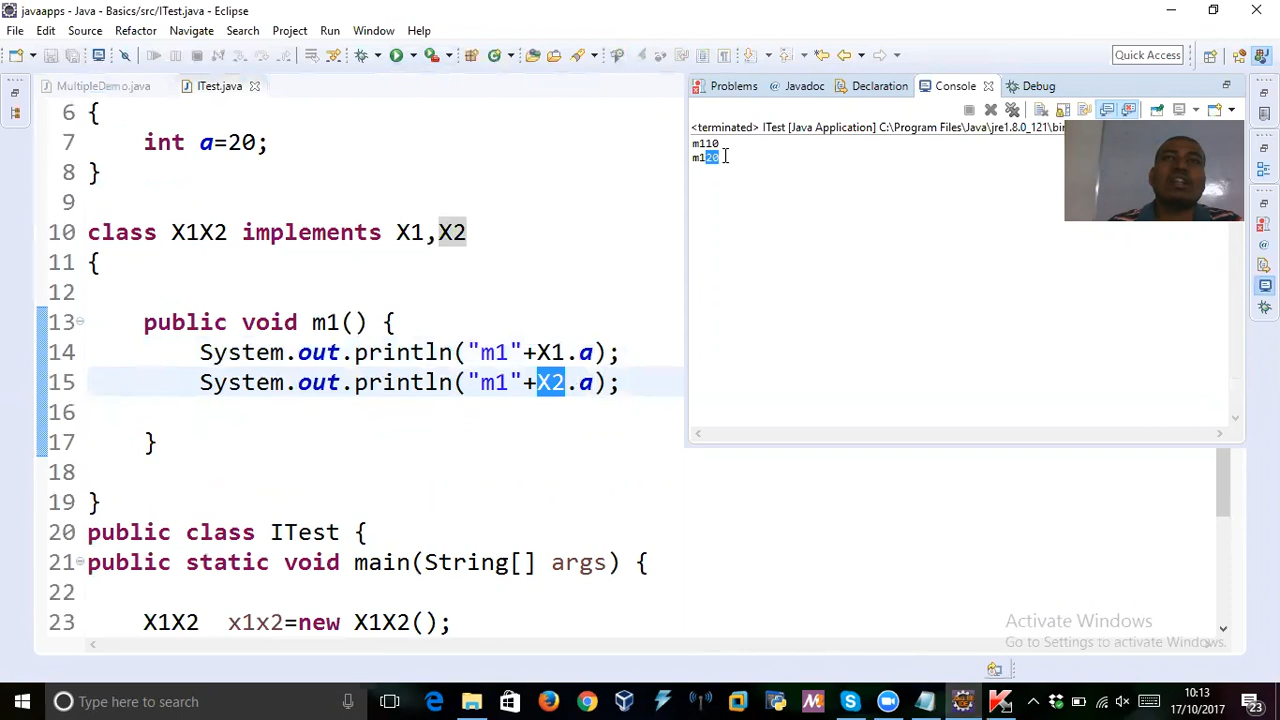 javaapps - Java - Basics/src/ITest.java - Eclipse
File Edit Source Refactor Navigate Search Project Run Window Help
Quick Access
MultipleDemo.java ITest.java
Problems Javadoc Declaration Console Debug
<terminated> ITest [Java Application] C:\Program Files\Java\jre1.8.0_121\bin
m110
m120
6 {
7 int a=20;
8 }
9
10 class X1X2 implements X1,X2
11 {
12
13 public void m1() {
14 System.out.println("m1"+X1.a);
15 System.out.println("m1"+X2.a);
16
17 }
18
19 }
20 public class ITest {
21 public static void main(String[] args) {
22
23 X1X2 x1x2=new X1X2();
Activate Windows
Go to Settings to activate Windows.
Type here to search
10:13
17/10/2017
23